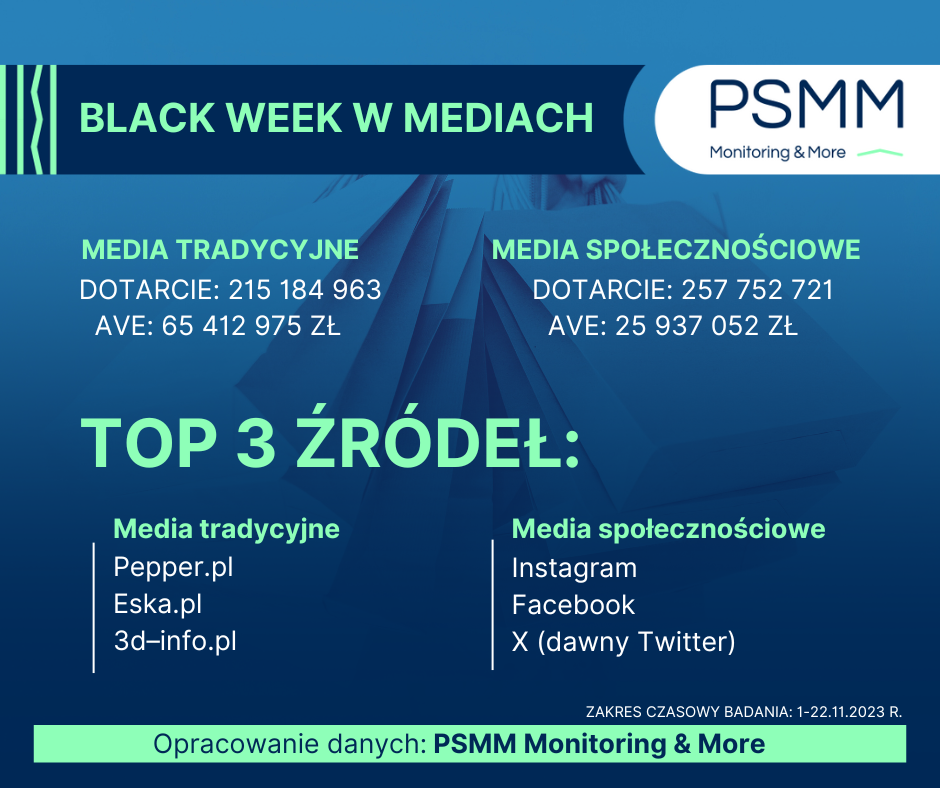 BLACK WEEK W MEDIACH
PSMM
Monitoring & More
MEDIA TRADYCYJNE
DOTARCIE: 215 184 963
AVE: 65 412 975 ZŁ
MEDIA SPOŁECZNOŚCIOWE
DOTARCIE: 257 752 721
AVE: 25 937 052 ZŁ
TOP 3 ŹRÓDEŁ:
Media tradycyjne
Pepper.pl
Eska.pl
3d–info.pl
Media społecznościowe
Instagram
Facebook
X (dawny Twitter)
ZAKRES CZASOWY BADANIA: 1-22.11.2023 R.
Opracowanie danych: PSMM Monitoring & More